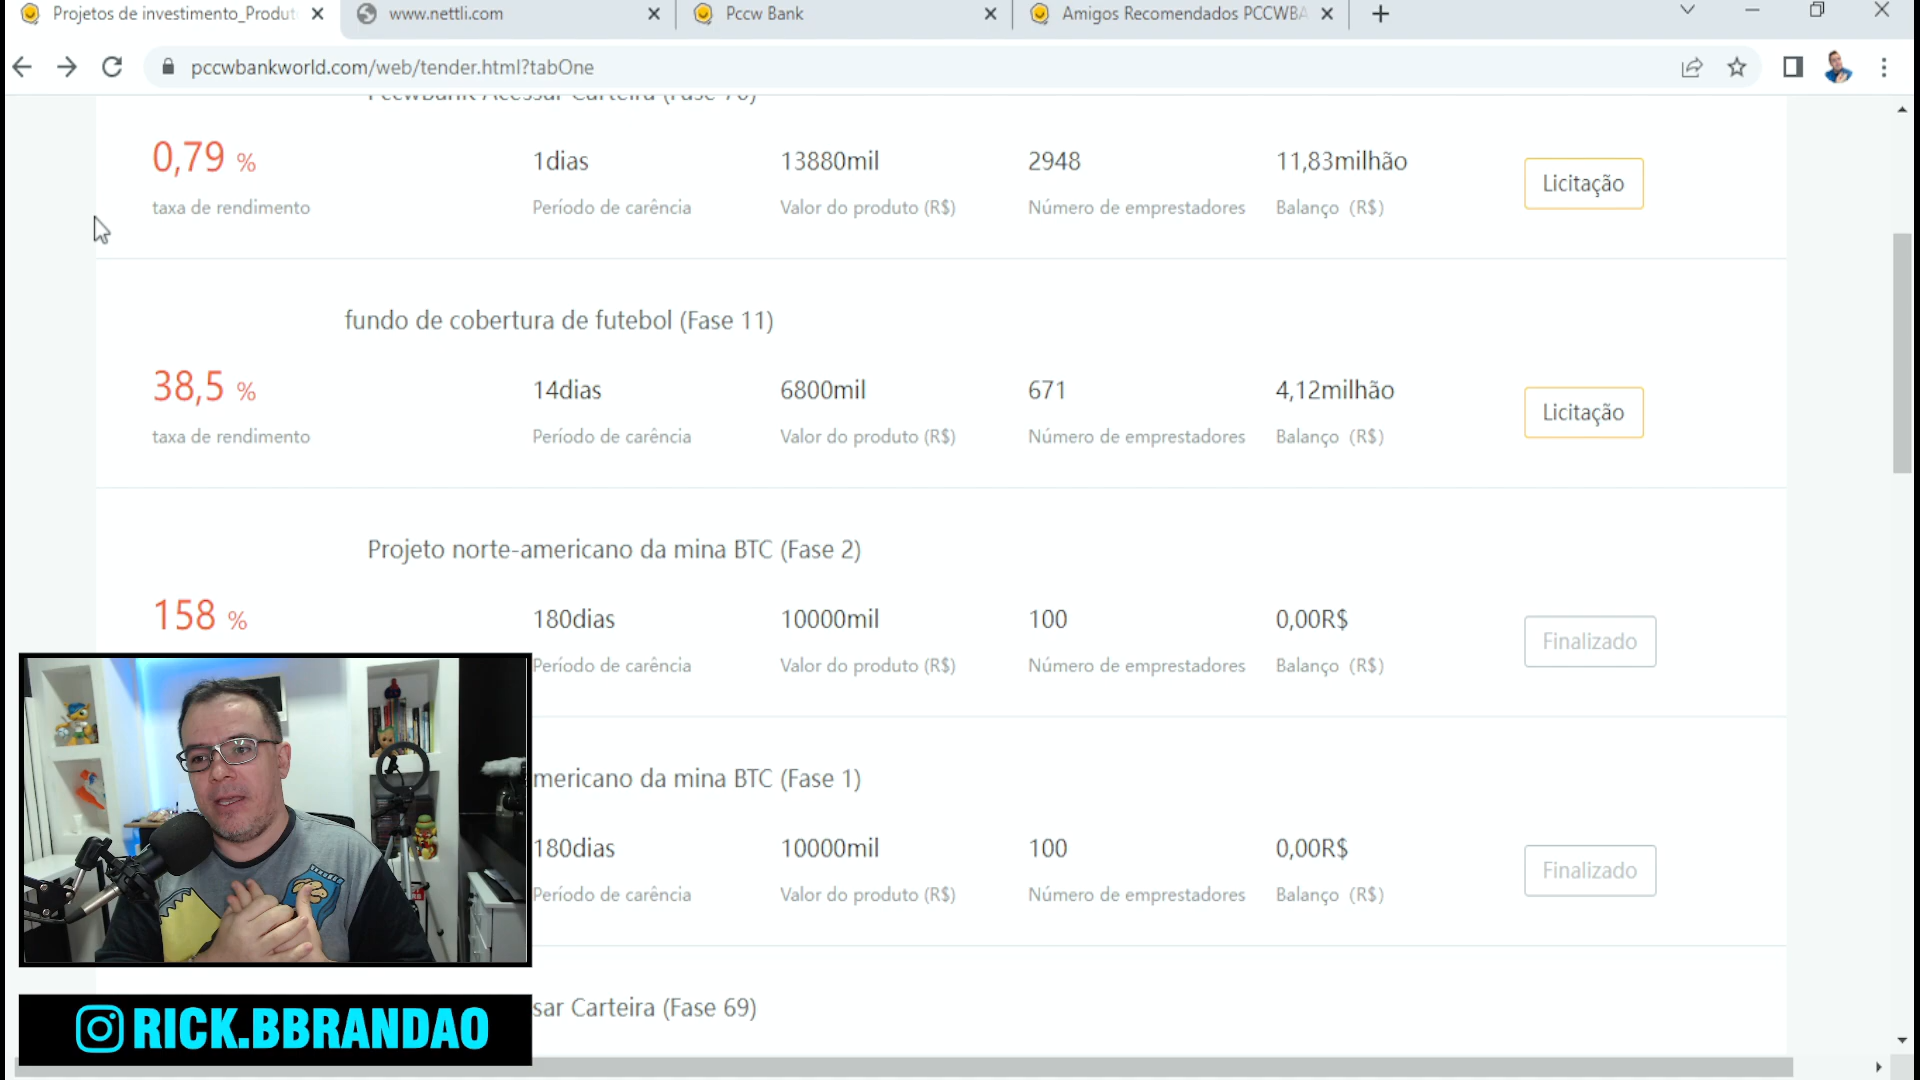 Projetos de investimento_Produt
www.nettli.com
Pccw Bank
Amigos Recomendados PCCWBA
pccwbankworld.com/web/tender.html?tabOne
PccwBank Acessar Carteira (Fase 70)
0,79 %
1dias
13880mil
2948
11,83milhão
Licitação
taxa de rendimento
Período de carência
Valor do produto (R$)
Número de emprestadores
Balanço (R$)
fundo de cobertura de futebol (Fase 11)
38,5 %
14dias
6800mil
671
4,12milhão
Licitação
taxa de rendimento
Período de carência
Valor do produto (R$)
Número de emprestadores
Balanço (R$)
Projeto norte-americano da mina BTC (Fase 2)
158 %
180dias
10000mil
100
0,00R$
Finalizado
Período de carência
Valor do produto (R$)
Número de emprestadores
Balanço (R$)
mericano da mina BTC (Fase 1)
180dias
10000mil
100
0,00R$
Finalizado
Período de carência
Valor do produto (R$)
Número de emprestadores
Balanço (R$)
sar Carteira (Fase 69)
RICK.BBRANDAO